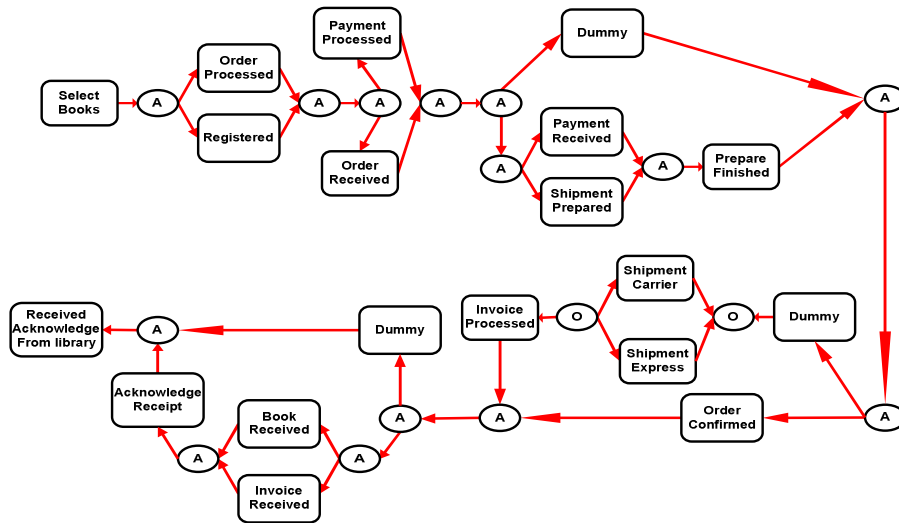 Payment
Processed
Dummy
Order
Processed
Select
Books
A
A
A
A
A
A
Registered
Payment
Received
Order
Received
A
A
Prepare
Finished
Shipment
Prepared
Shipment
Carrier
Received
Acknowledge
From library
A
Dummy
Invoice
Processed
O
O
Dummy
Shipment
Express
Acknowledge
Receipt
Book
Received
A
A
Order
Confirmed
A
A
A
Invoice
Received